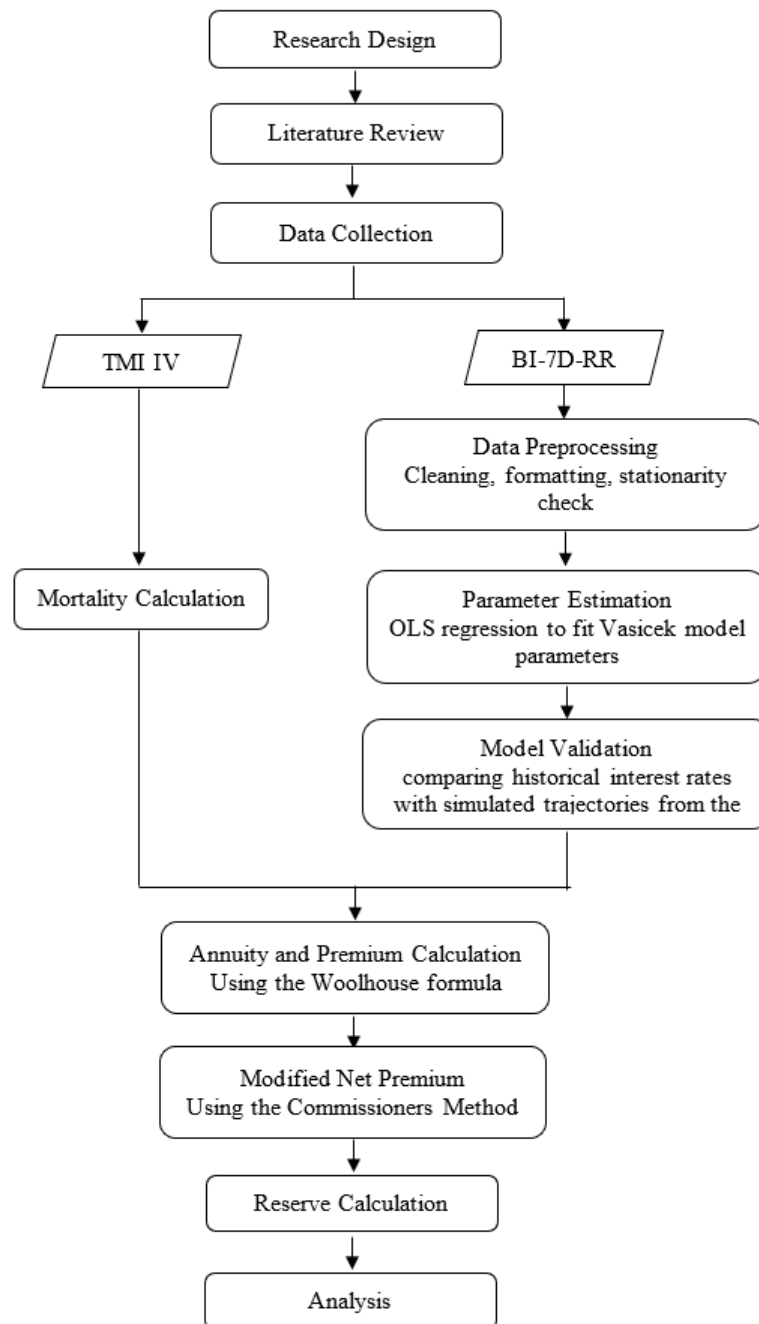 Research Design
Literature Review
Data Collection
TMI IV
BI-7D-RR
Data Preprocessing
Cleaning, formatting, stationarity
check
Mortality Calculation
Parameter Estimation
OLS regression to fit Vasicek model
parameters
Model Validation
comparing historical interest rates
with simulated trajectories from the
Annuity and Premium Calculation
Using the Woolhouse formula
Modified Net Premium
Using the Commissioners Method
Reserve Calculation
Analysis